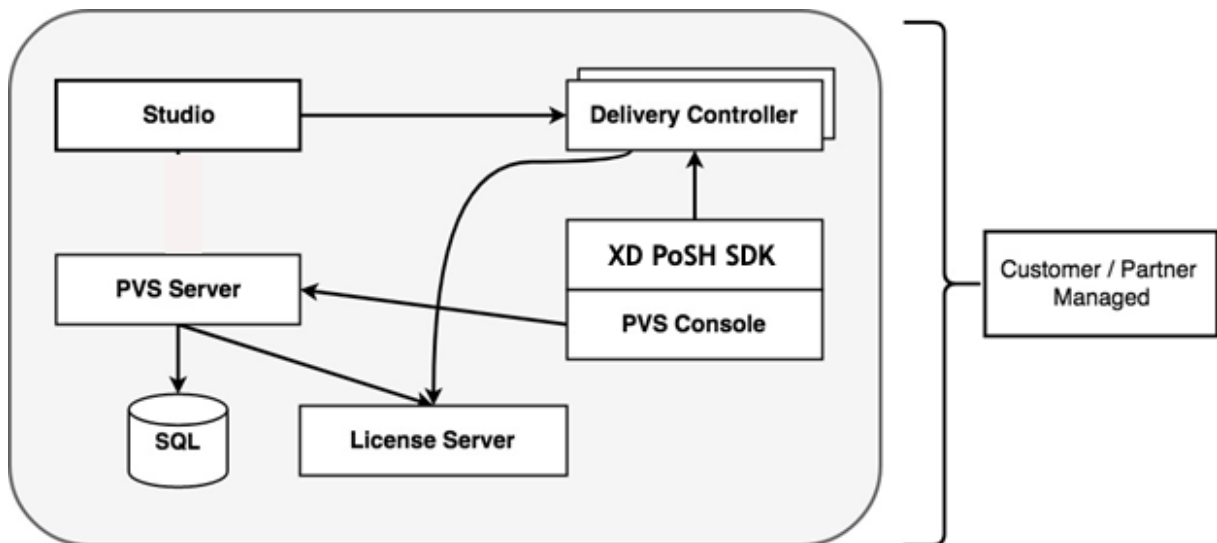 Studio
Delivery Controller
XD PoSH SDK
PVS Server
PVS Console
Customer / Partner
Managed
SQL
License Server